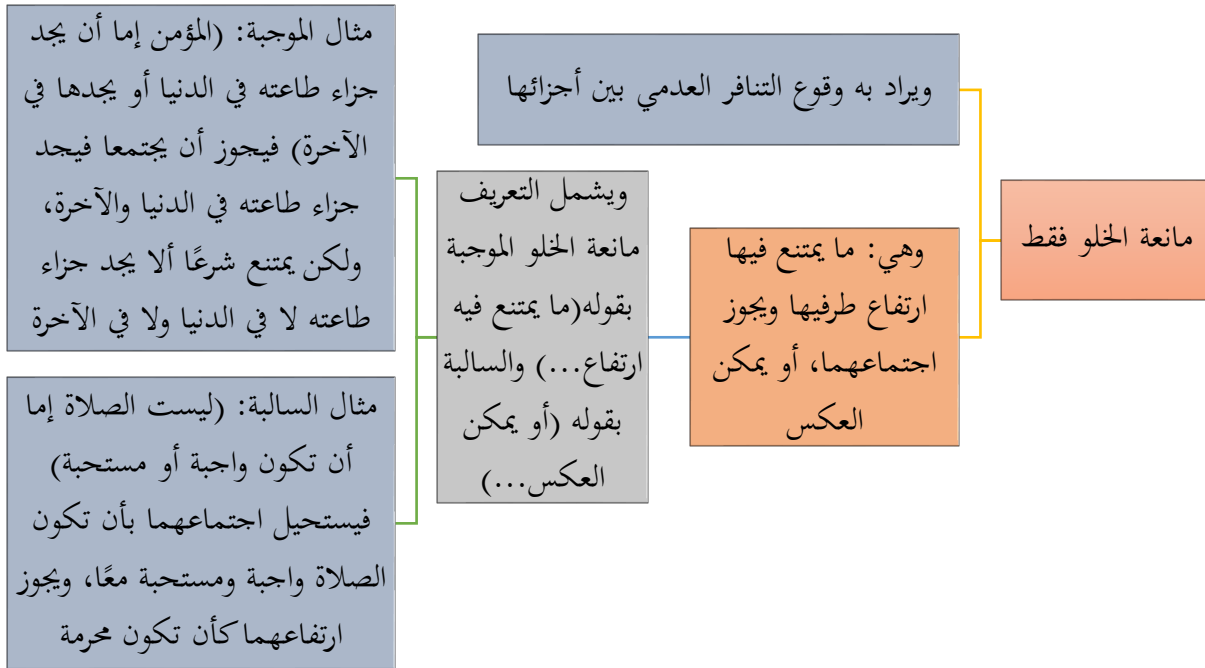 مانعة الخلو فقط
ويراد به وقوع التنافر العدمي بين أجزائها
وهي: ما يمتنع فيها
ارتفاع طرفيها ويجوز
اجتماعهما، أو يمكن
العكس
ويشمل التعريف
مانعة الخلو الموجبة
بقوله(ما يمتنع فيه
ارتفاع...) والسالبة
بقوله (أو يمكن
العكس...)
مثال الموجبة: (المؤمن إما أن يجد
جزاء طاعته في الدنيا أو يجدها في
الآخرة) فيجوز أن يجتمعا فيجد
جزاء طاعته في الدنيا والآخرة،
ولكن يمتنع شرعًا ألا يجد جزاء
طاعته لا في الدنيا ولا في الآخرة
مثال السالبة: (ليست الصلاة إما
أن تكون واجبة أو مستحبة)
فيستحيل اجتماعهما بأن تكون
الصلاة واجبة ومستحبة معًا، ويجوز
ارتفاعهما كأن تكون محرمة